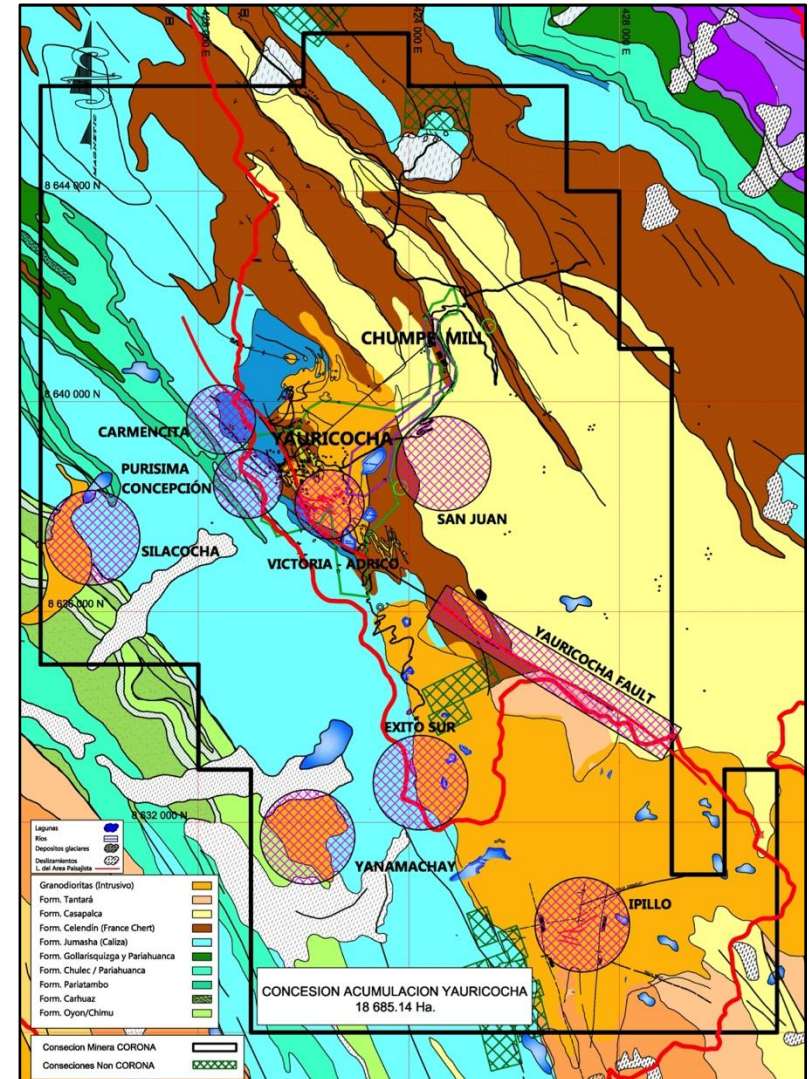 424 000 E
428 000 E
8 644 000 N
CHUMPE MILL
8 640 000 N
CARMENCITA
YAURICOCHA
PURISIMA
CONCEPCIÓN
SAN JUAN
SILACOCHA
VICTORIA - ADRICO
8 636 000 N
YAURICOCHA FAULT
EXITO SUR
8 632 000 N
YANAMACHAY
IPILLO
Lagunas
Ríos
Depositos glaciares
Deslizamientos
L. del Area Paisajista
Granodioritas (Intrusivo)
Form. Tantará
Form. Casapalca
Form. Celendín (France Chert)
Form. Jumasha (Caliza)
Form. Gollarisquizga y Pariahuanca
Form. Chulec / Pariahuanca
Form. Pariatambo
Form. Carhuaz
Form. Oyon/Chimu
CONCESION ACUMULACION YAURICOCHA
18 685.14 Ha.
Consecion Minera CORONA
Conseciones Non CORONA